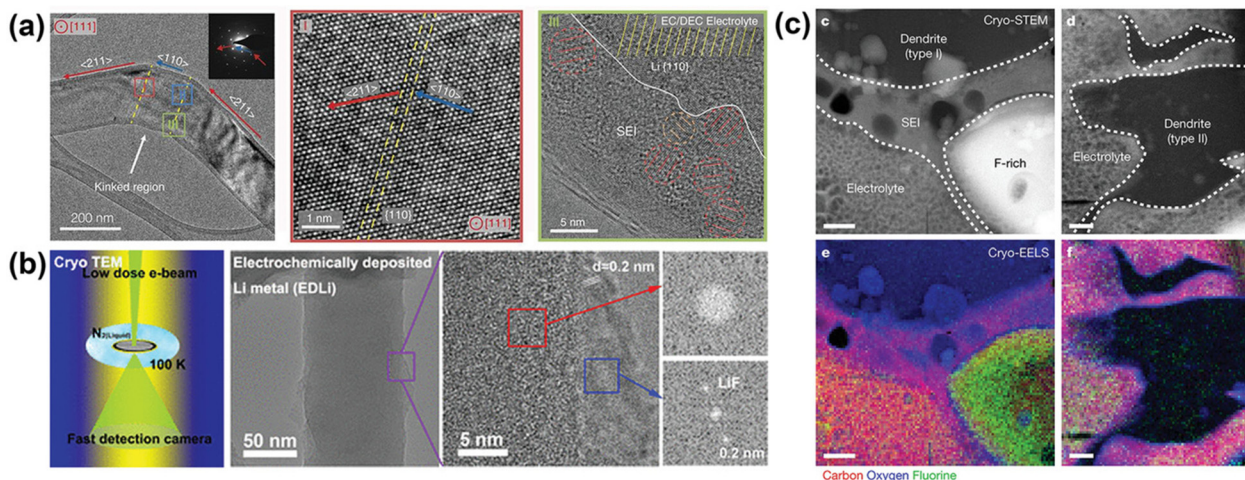 (a)
[111]
<211>
<110>
<211>
I
II
III
Kinked region
200 nm
I
<211>
<110>
{110}
1 nm
[111]
III
EC/DEC Electrolyte
Li {110}
SEI
5 nm
(b)
Cryo TEM
Low dose e-beam
N2(Liquid)
100 K
Fast detection camera
Electrochemically deposited
Li metal (EDLi)
50 nm
d=0.2 nm
5 nm
LiF
0.2 nm
(c)
c
Cryo-STEM
Dendrite
(type I)
SEI
Electrolyte
F-rich
d
Dendrite
(type II)
Electrolyte
e
Cryo-EELS
f
Carbon Oxygen Fluorine